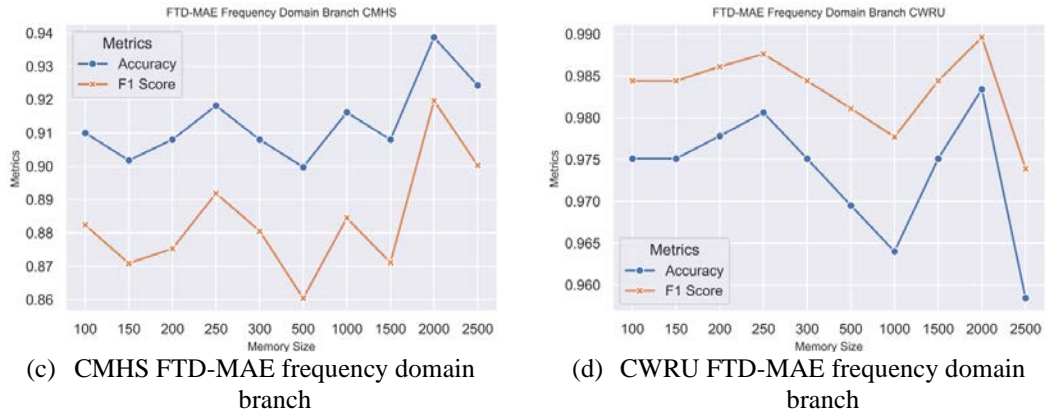 FTD-MAE Frequency Domain Branch CMHS
0.94
0.93
0.92
0.91
0.90
0.89
0.88
0.87
0.86
Metrics
Metrics
Accuracy
F1 Score
100 150 200 250 300 500 1000 1500 2000 2500
Memory Size
(c) CMHS FTD-MAE frequency domain
branch
FTD-MAE Frequency Domain Branch CWRU
0.990
0.985
0.980
0.975
0.970
0.965
0.960
Metrics
Metrics
Accuracy
F1 Score
100 150 200 250 300 500 1000 1500 2000 2500
Memory Size
(d) CWRU FTD-MAE frequency domain
branch